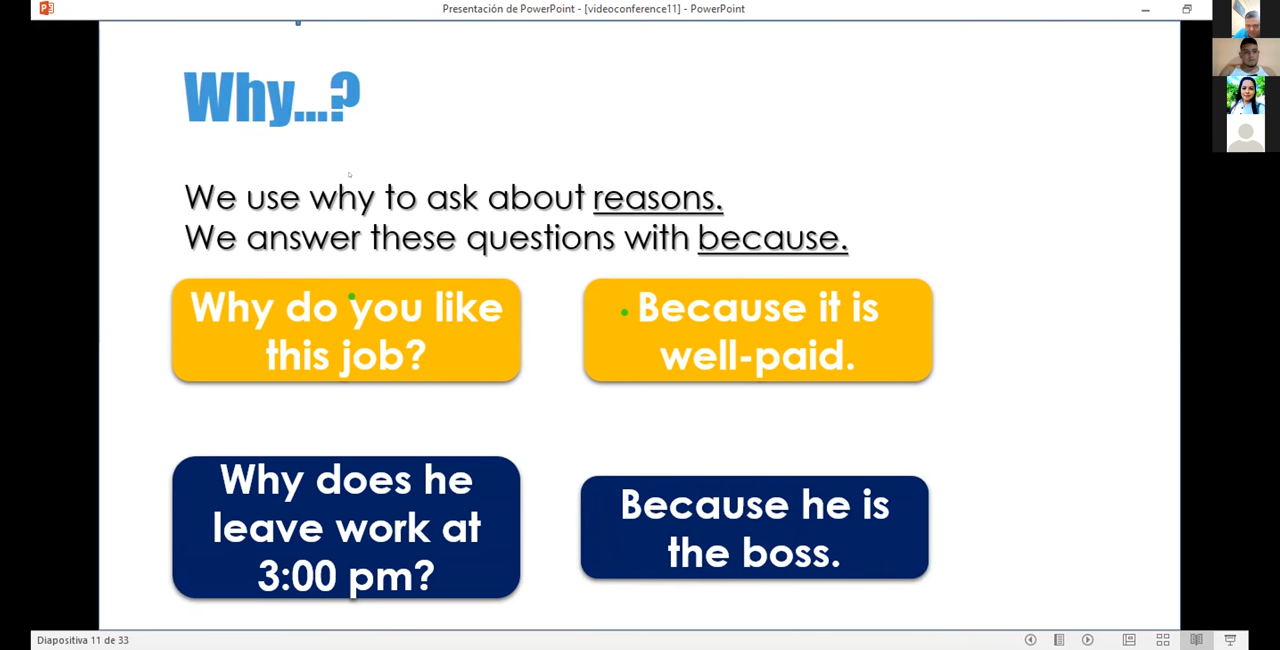 Presentación de PowerPoint - [videoconference11] - PowerPoint
Why...?
We use why to ask about reasons.
We answer these questions with because.
Why do you like
this job?
Because it is
well-paid.
Why does he
leave work at
3:00 pm?
Because he is
the boss.
Diapositiva 11 de 33